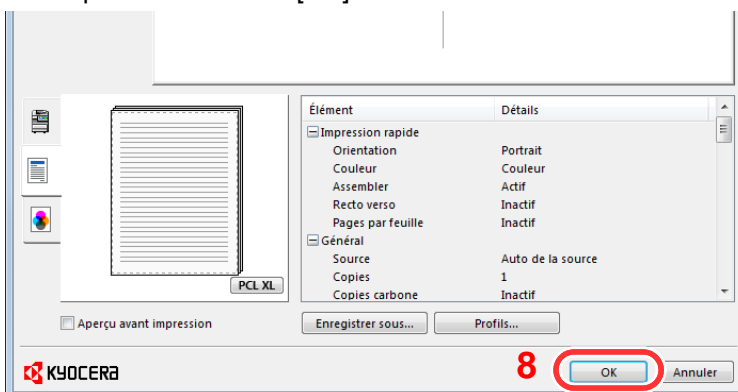 Élément Détails
Impression rapide
Orientation Portrait
Couleur Couleur
Assembler Actif
Recto verso Inactif
Pages par feuille Inactif
Général
Source Auto de la source
Copies 1
Copies carbone Inactif
PCL XL
Aperçu avant impression Enregistrer sous... Profils...
KYOCERA 8 OK Annuler